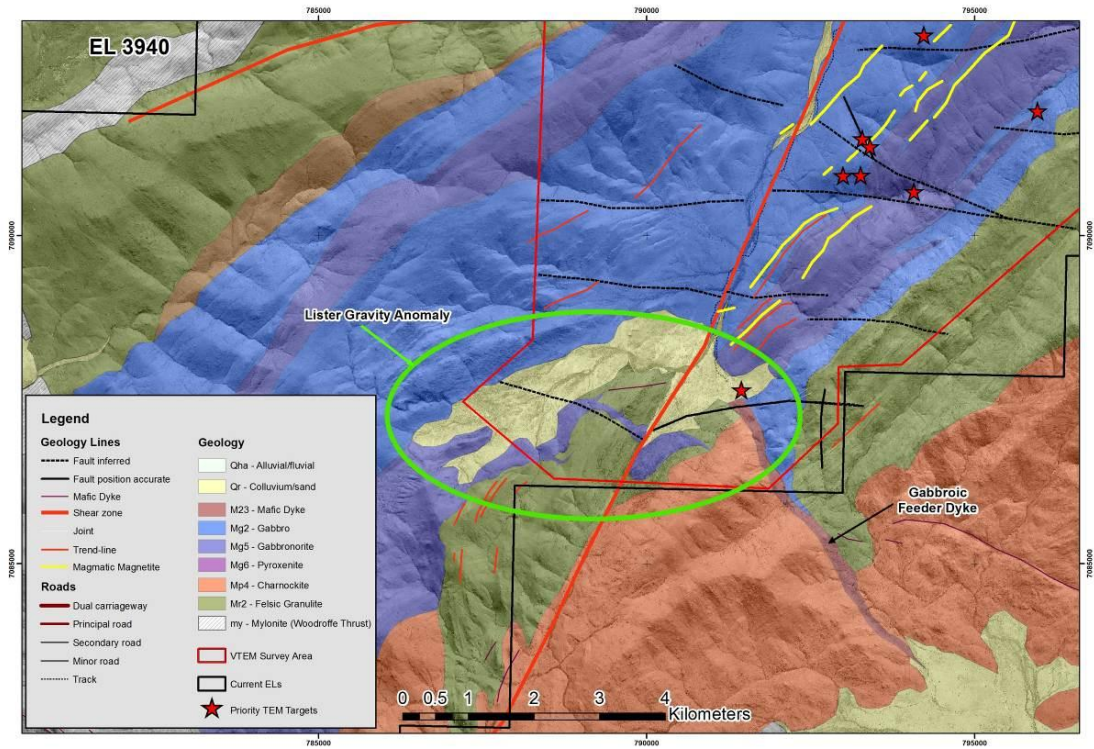 785000
790000
795000
EL 3940
7090000
7090000
Lister Gravity Anomaly
Gabbroic
Feeder Dyke
7085000
7085000
Legend
Geology Lines
Fault inferred
Fault position accurate
Mafic Dyke
Shear zone
Joint
Trend-line
Magmatic Magnetite
Roads
Dual carriageway
Principal road
Secondary road
Minor road
Track
Geology
Qha - Alluvial/fluvial
Qr - Colluvium/sand
M23 - Mafic Dyke
Mg2 - Gabbro
Mg5 - Gabbronorite
Mg6 - Pyroxenite
Mp4 - Charnockite
Mr2 - Felsic Granulite
my - Mylonite (Woodroffe Thrust)
VTEM Survey Area
Current ELs
Priority TEM Targets
0 0.5 1 2 3 4
Kilometers
785000
790000
795000